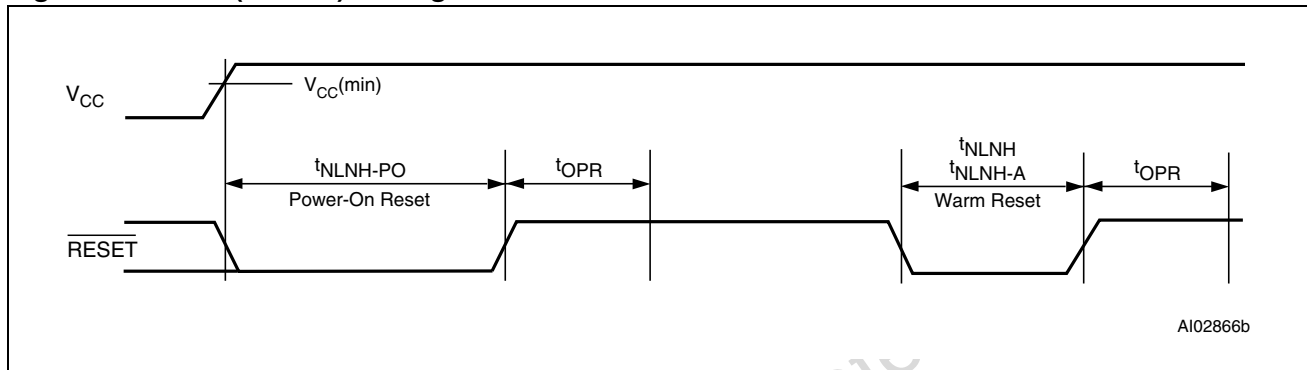 VCC
VCC(min)
tNLNH-PO
Power-On Reset
tOPR
tNLNH
tNLNH-A
Warm Reset
tOPR
RESET
AI02866b